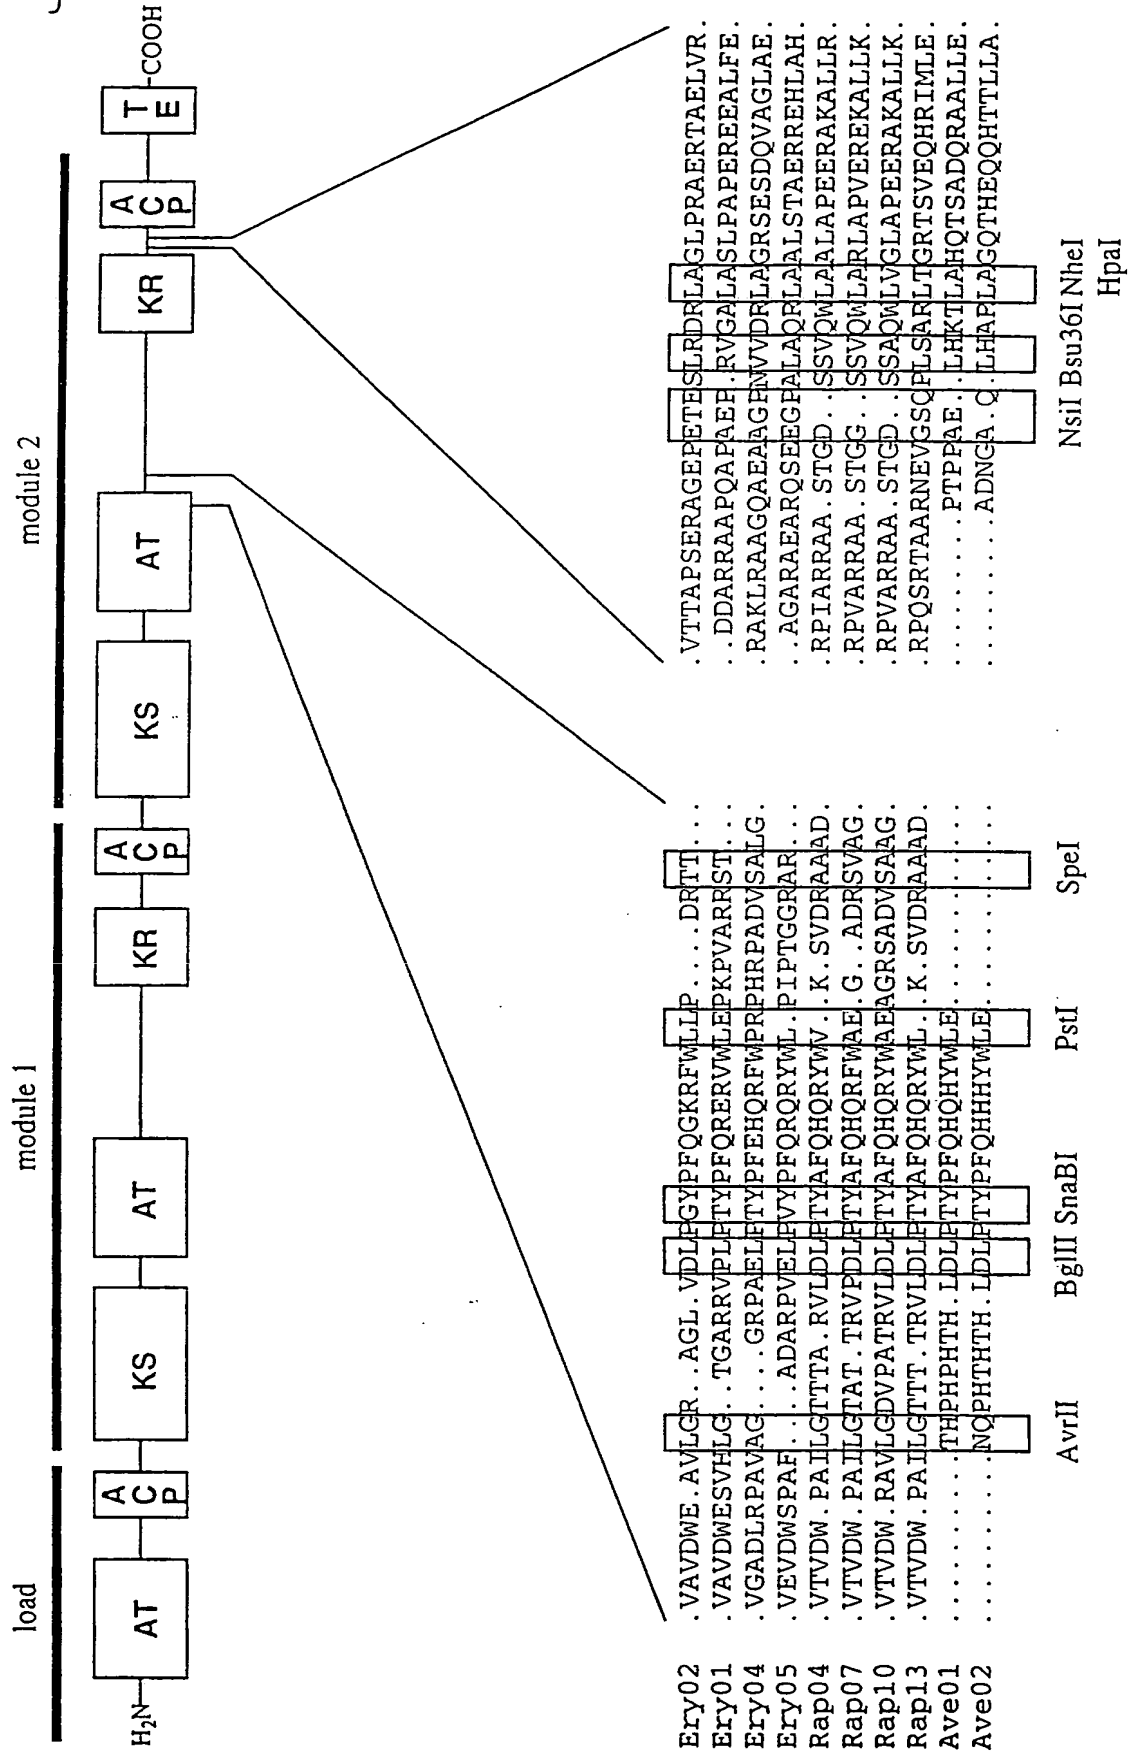 load
module 1
module 2
H₂N
AT
ACP
KS
AT
KR
ACP
KS
AT
KR
ACP
TE
-COOH
Ery02 .VAVDWE.AVLGR..AGL.VDLPGYPFQGKRFWLLP....DRTT...
Ery01 .VAVDWESVHLG..TGARRVPLPTYPFQRERVWLEPKPVARRST...
Ery04 .VGADLRPAVAG....GRPAELPTYPFEHQRFWPRPHRPADVSALG.
Ery05 .VEVDWSPAF.....ADARPVELPVYPFQRQRYWL.PIPTGGRAR...
Rap04 .VTVDW.PAILGTTTA.RVLDLPTYAFQHQRYWV..K.SVDRAAAD.
Rap07 .VTVDW.PAILGTAT.TRVPDLPTYAFQHQRFWAE.G..ADRSVAG.
Rap10 .VTVDW.RAVLGDVPATRVLDLPTYAFQHQRYWAEAGRSADVSAAG
Rap13 .VTVDW.PAILGTTT.TRVLDLPTYAFQHQRYWL..K.SVDRAAAD.
Ave01 ..........THPHPHTH.LDLPTYPFQHQHYWLE...........
Ave02 ..........NQPHTHTH.LDLPTYPFQHHHYWLE...........
AvrII BglII SnaBI PstI SpeI
.VTTAPSERAGEPETESLRDRLAGLPRAERTAELVR.
..DDARRAAPQAPAEP.RVGALASLPAPEREEALFE.
.RAKLRAAGQAEAAGPNVVDRLAGRSESDQVAGLAE.
..AGARAEARQSEEGPALAQRLAALSTAERREHLAH.
.RPIARRAA.STGD..SSVQWLAALAPEERAKALLR.
.RPVARRAA.STGG..SSVQWLARLAPVEREKALLK.
.RPVARRAA.STGD..SSAQWLVGLAPEERAKALLK.
.RPQSRTAARNEVGSQPLSARLTGRTSVEQHRIMLE.
.........PTPPAE..LHKTLAHQTSADQRAALLE.
.........ADNGA.Q.LHAPLAGQTHEQQHTTLLA.
NsiI Bsu36I NheI
HpaI